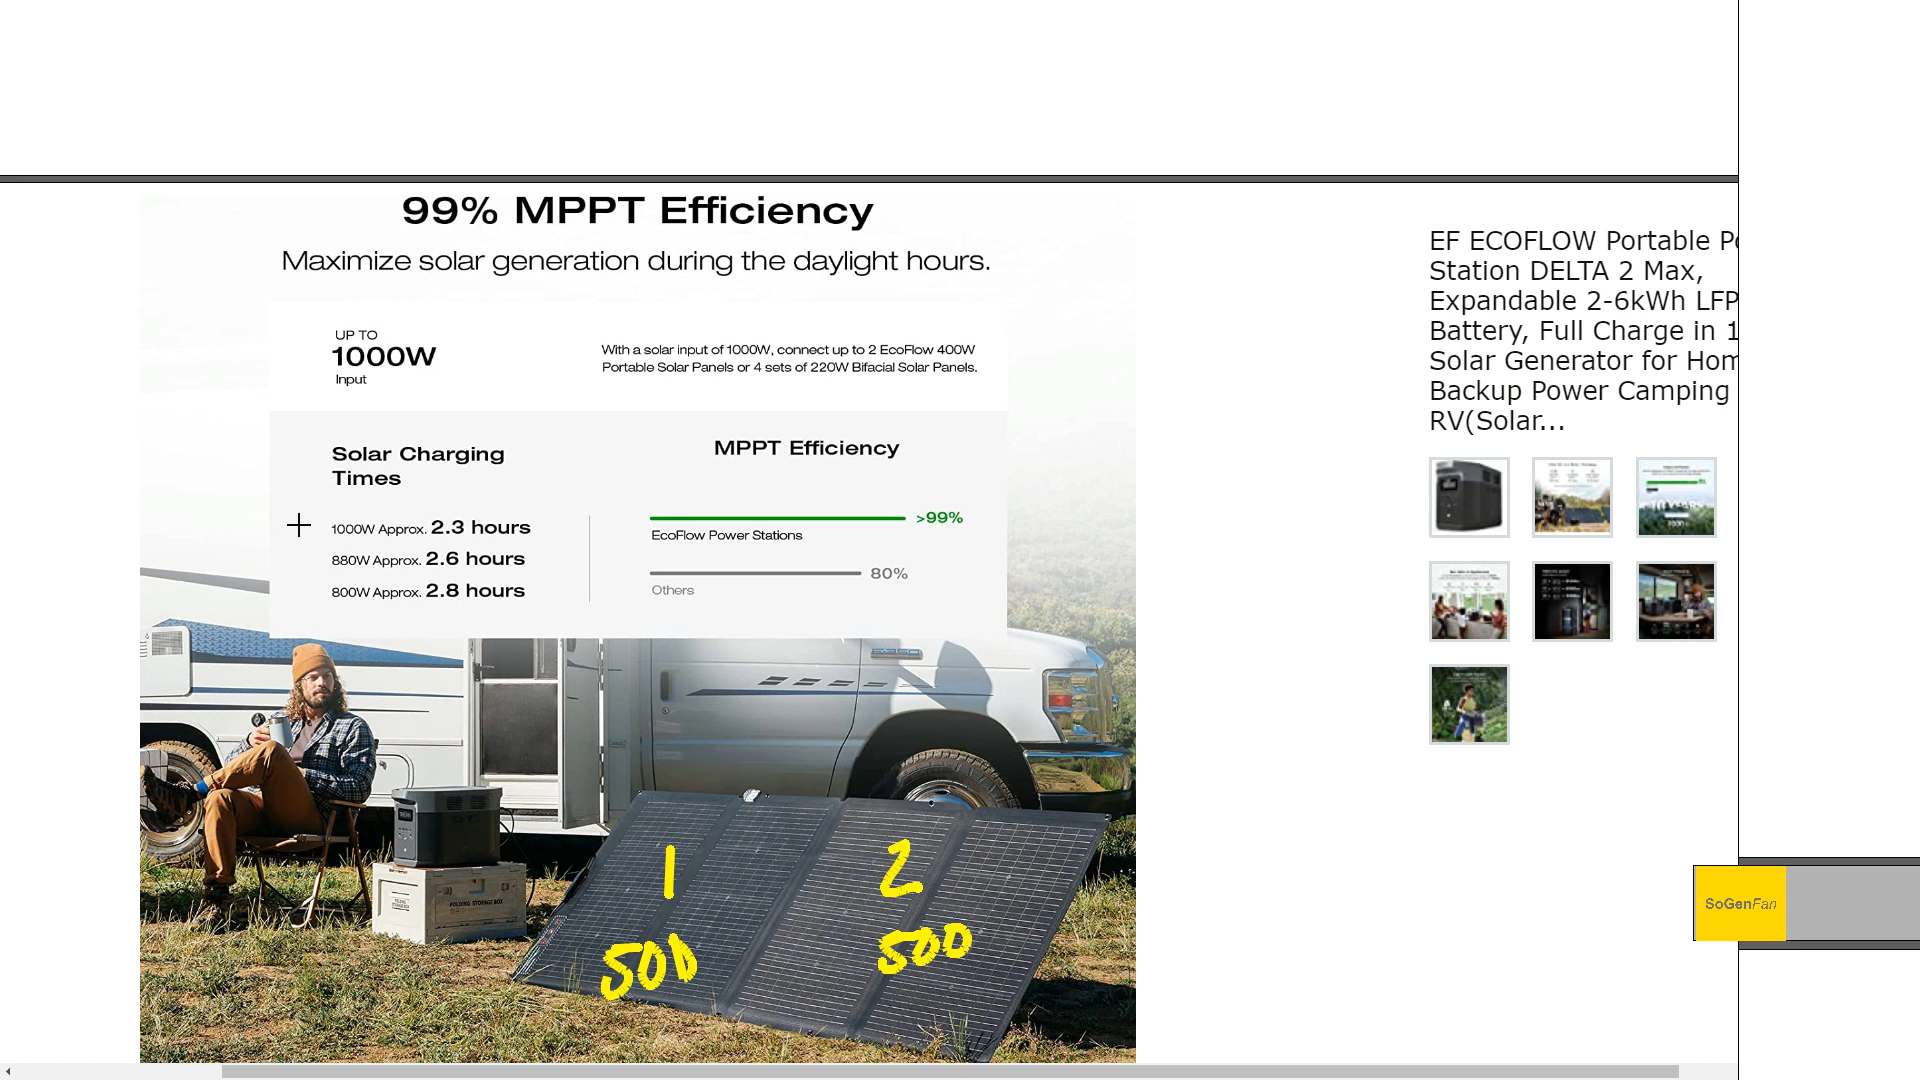 99% MPPT Efficiency
Maximize solar generation during the daylight hours.
UP TO
1000W
Input
With a solar input of 1000W, connect up to 2 EcoFlow 400W
Portable Solar Panels or 4 sets of 220W Bifacial Solar Panels.
Solar Charging
Times
1000W Approx. 2.3 hours
880W Approx. 2.6 hours
800W Approx. 2.8 hours
MPPT Efficiency
>99%
EcoFlow Power Stations
80%
Others
1
2
500
500
FOLDING STORAGE BOX
EF ECOFLOW Portable Po
Station DELTA 2 Max,
Expandable 2-6kWh LFP
Battery, Full Charge in 1
Solar Generator for Hom
Backup Power Camping
RV(Solar...
SoGenFan